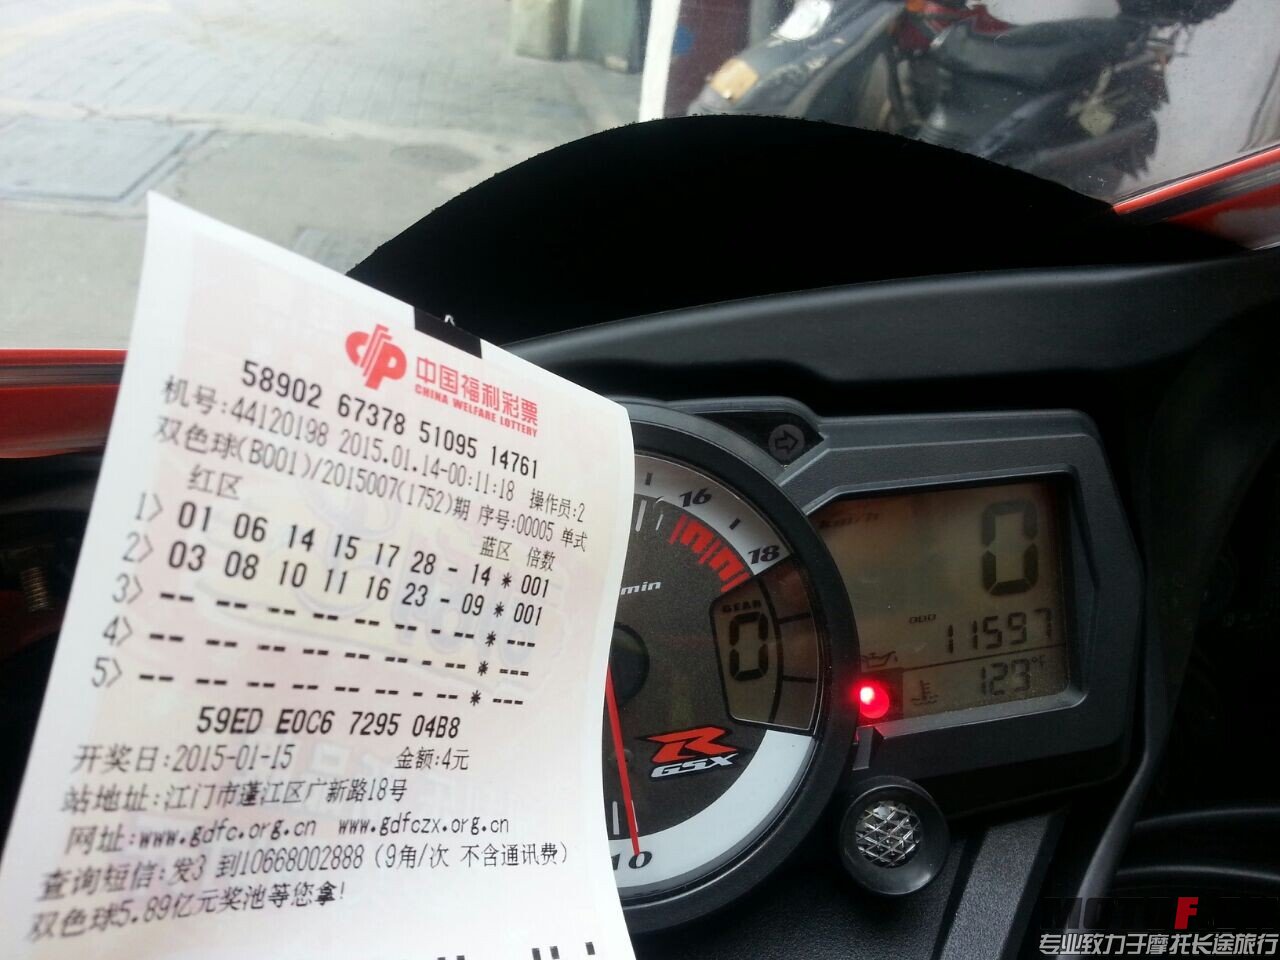 中国福利彩票
CHINA WELFARE LOTTERY
58902 67378 51095 14761
机号:44120198 2015.01.14-00:11:18 操作员:2
双色球(B001)/2015007(1752)期 序号:00005 单式
红区 蓝区 倍数
1> 01 06 14 15 17 28 - 14 * 001
2> 03 08 10 11 16 23 - 09 * 001
3> -- -- -- -- -- -- - -- * ---
4> -- -- -- -- -- -- - -- * ---
5> -- -- -- -- -- -- - -- * ---
59ED E0C6 7295 04B8
开奖日:2015-01-15 金额:4元
站地址:江门市蓬江区广新路18号
网址:www.gdfc.org.cn www.gdfczx.org.cn
查询短信:发3 到10668002888(9角/次 不含通讯费)
双色球5.89亿元奖池等您拿!
16
18
min
GEAR
0
R
GSX
10
km/h
0
ODO
11597
129°F
专业致力于摩托长途旅行